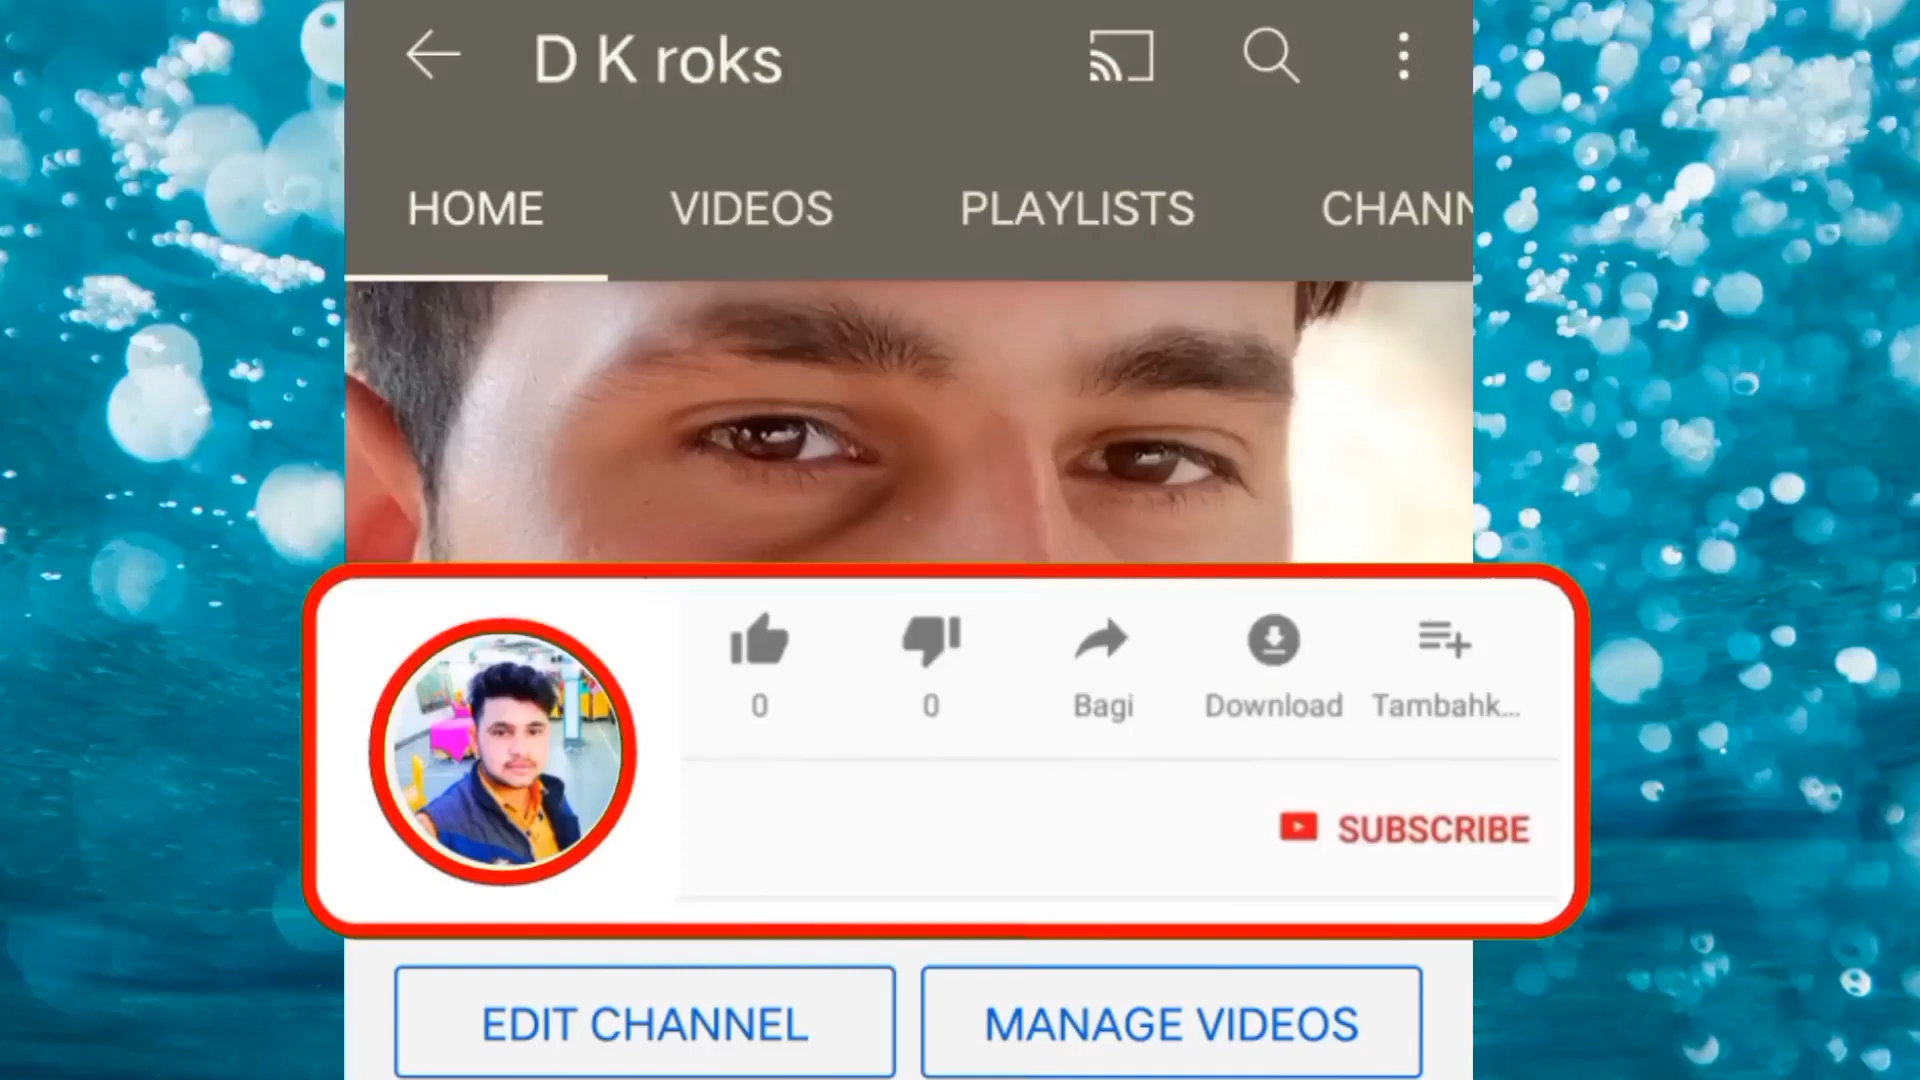 D K roks
HOME VIDEOS PLAYLISTS CHANN
0 0 Bagi Download Tambahk...
SUBSCRIBE
EDIT CHANNEL MANAGE VIDEOS